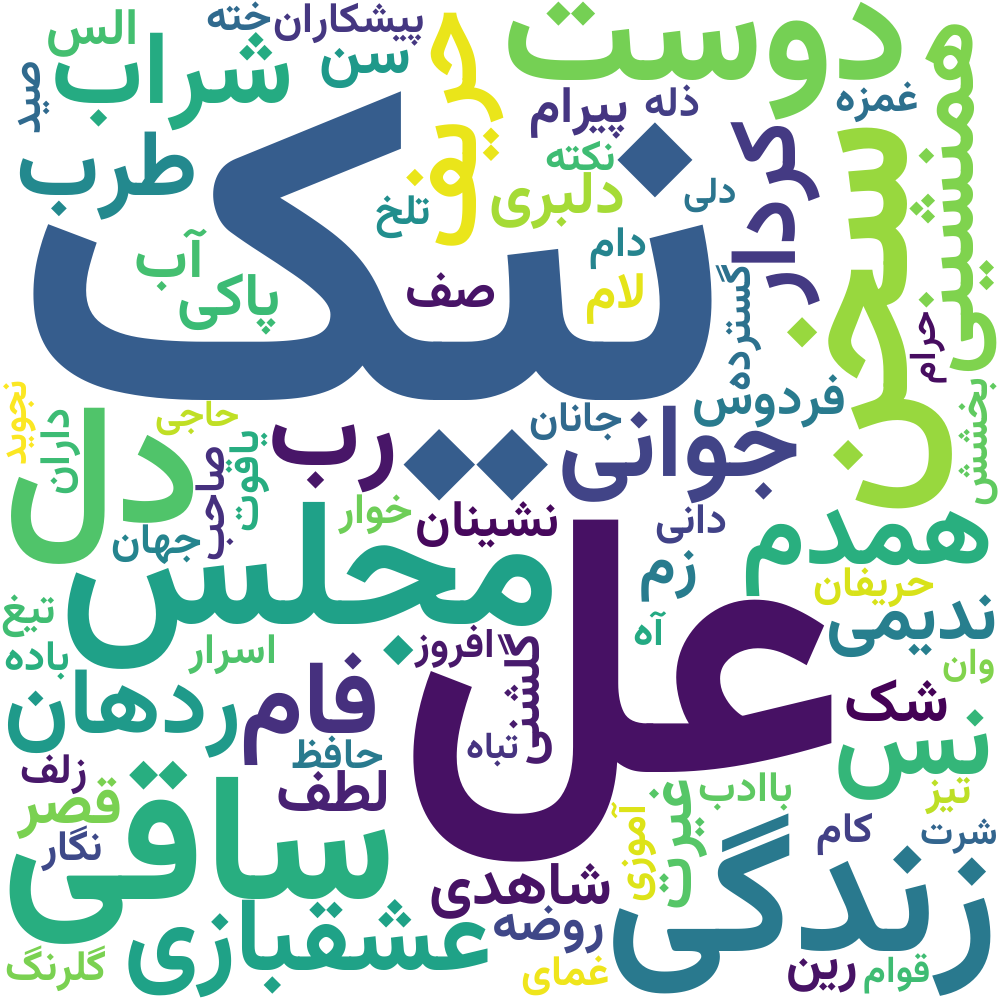 الس
خته
پیشکاران
حریف
دوست
همنشینی
شراب
سن
صید
ذله
غمزه
پیرام
نکته
طرب
نیک
کردار
سخن
دلبری
دلی
تلخ
دام
آب
پاکی
صف
لام
گسترده
حرام
نجوید
حاجی
جانان
فردوس
بخشش
دل
داران
یاقوت
صاحب
رب
جوانی
خوار
نشینان
دانی
همدم
جهان
مجلس
عل
زم
حریفان
تیغ
باده
اسرار
افروز
گلشنی
آه
ندیمی
وان
ردهان
فام
تباه
شک
حافظ
نس
زلف
لطف
قصر
باادب
تیز
نگار
ساقی
غیرت
آموزی
کام
شرت
زندگی
شاهدی
روضه
عشقبازی
گلرنگ
غمای
رین
قوام